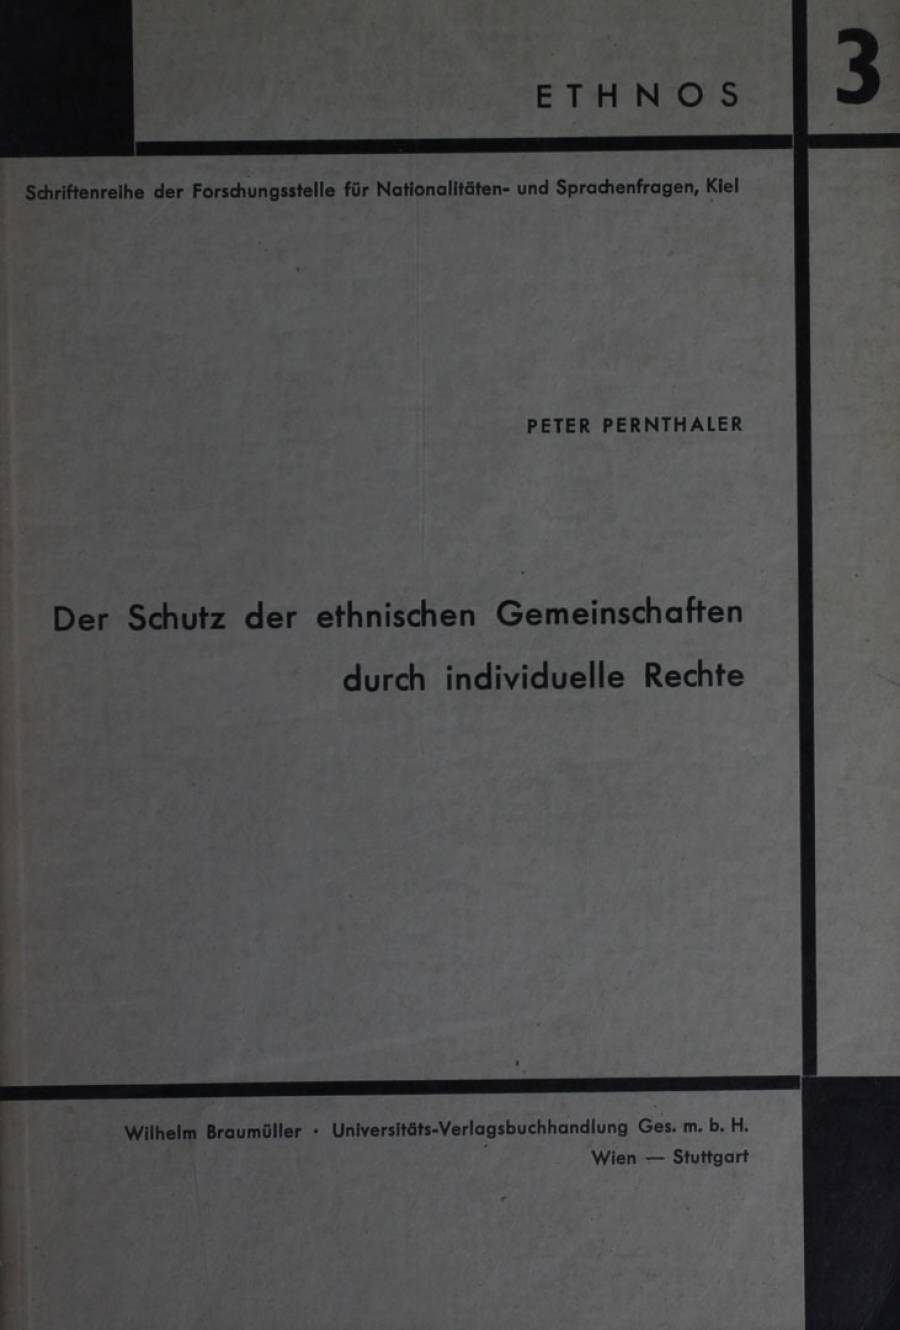 ETHNOS
3
Schriftenreihe der Forschungsstelle für Nationalitäten- und Sprachenfragen, Kiel
PETER PERNTHALER
Der Schutz der ethnischen Gemeinschaften
durch individuelle Rechte
Wilhelm Braumüller · Universitäts-Verlagsbuchhandlung Ges. m. b. H.
Wien — Stuttgart